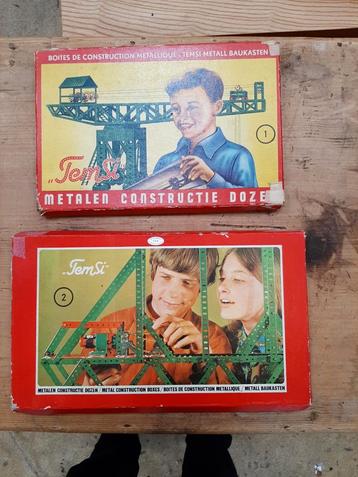 BOITES DE CONSTRUCTION METALLIQUE - TEMSI METALL BAUKASTEN
1
"TemSi"
METALEN CONSTRUCTIE DOZEN
"TemSi"
2
METALEN CONSTRUCTIE DOZEN / METAL CONSTRUCTION BOXES / BOITES DE CONSTRUCTION METALLIQUE / METALL BAUKASTEN